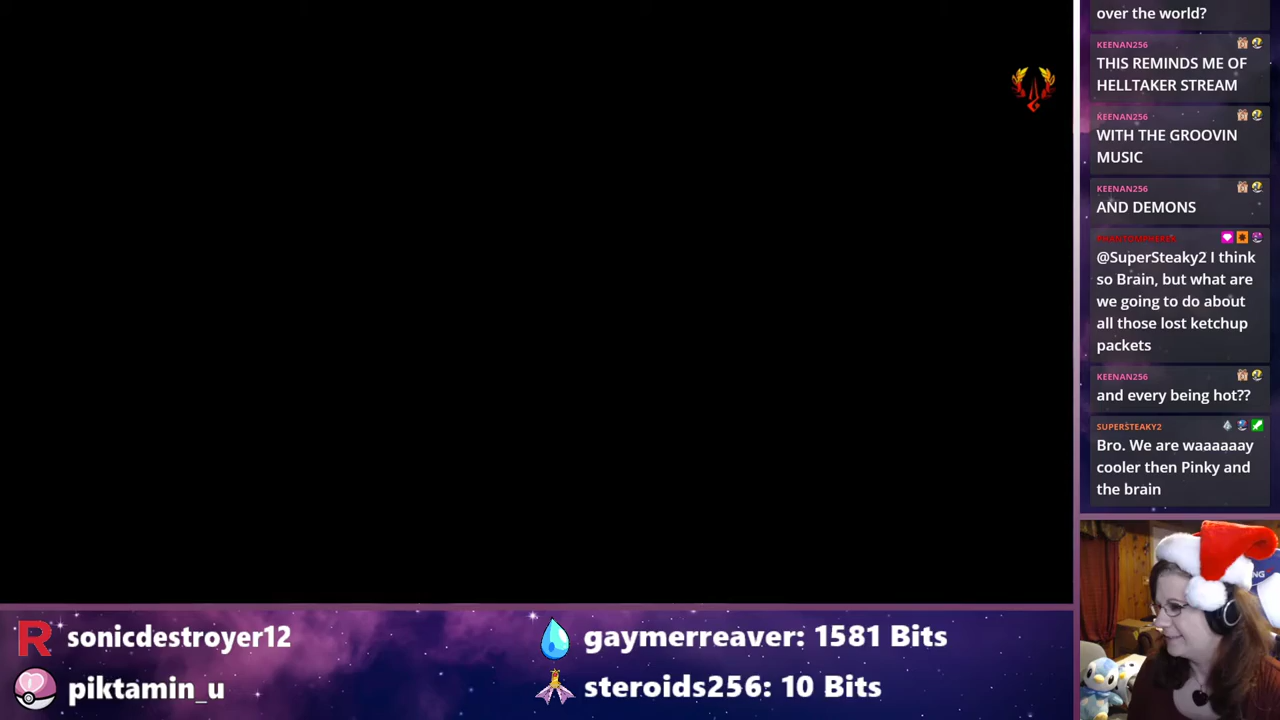 over the world?
KEENAN256
THIS REMINDS ME OF
HELLTAKER STREAM
KEENAN256
WITH THE GROOVIN
MUSIC
KEENAN256
AND DEMONS
@SuperSteaky2 I think
so Brain, but what are
we going to do about
all those lost ketchup
packets
KEENAN256
and every being hot??
SUPERSTEAKY2
Bro. We are waaaaaay
cooler then Pinky and
the brain
R sonicdestroyer12
gaymerreaver: 1581 Bits
piktamin_u
steroids256: 10 Bits